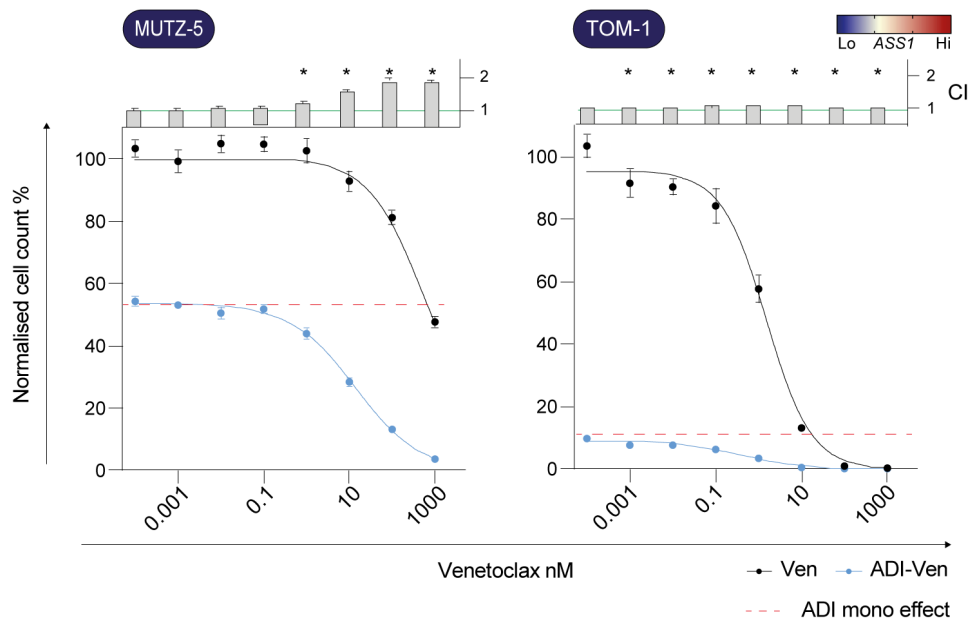 MUTZ-5
TOM-1
Lo ASS1 Hi
* * * *
* * * * * * *
2
1
2
1
CI
Normalised cell count %
100
80
60
40
20
0
0.001
0.1
10
1000
100
80
60
40
20
0
0.001
0.1
10
1000
Venetoclax nM
Ven
ADI-Ven
ADI mono effect